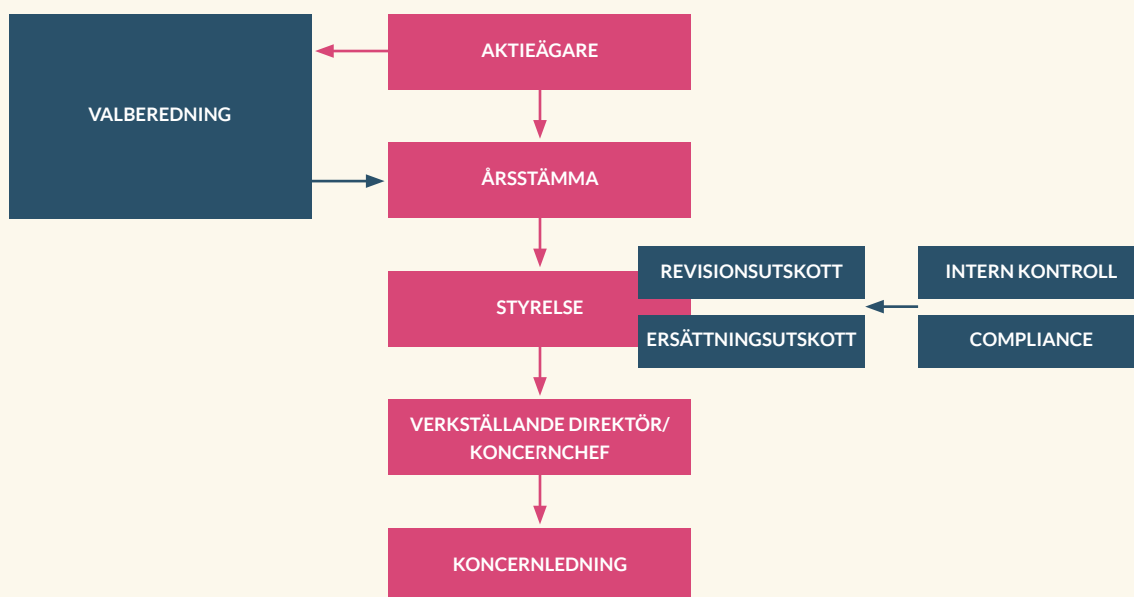 AKTIEÄGARE
VALBEREDNING
ÅRSSTÄMMA
REVISIONSUTSKOTT
INTERN KONTROLL
STYRELSE
ERSÄTTNINGSUTSKOTT
COMPLIANCE
VERKSTÄLLANDE DIREKTÖR/
KONCERNCHEF
KONCERNLEDNING